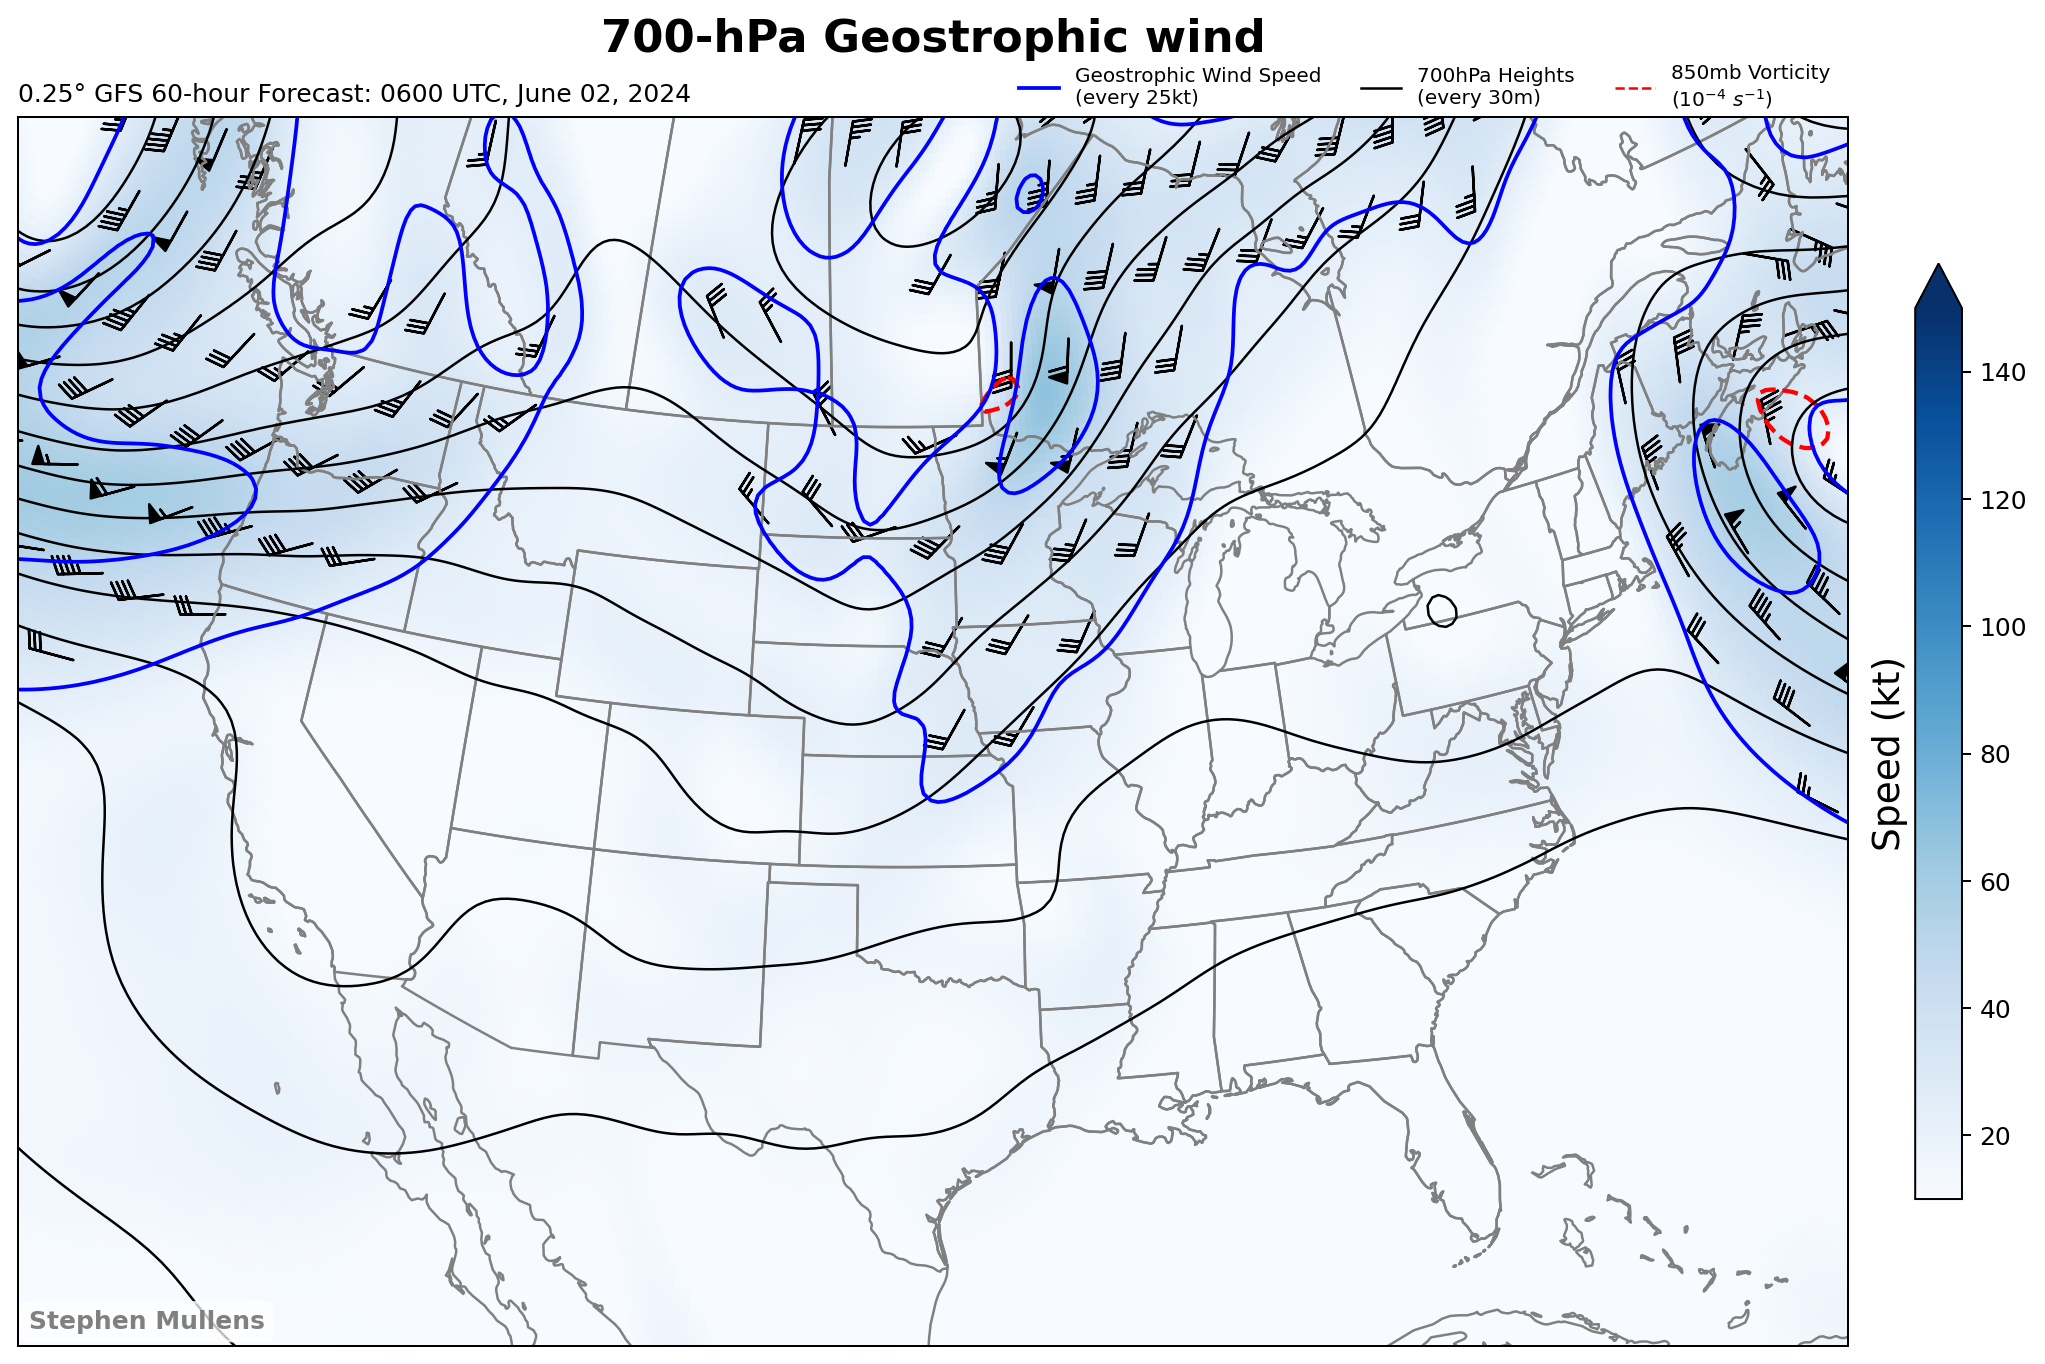 700-hPa Geostrophic wind
0.25° GFS 60-hour Forecast: 0600 UTC, June 02, 2024
Geostrophic Wind Speed
(every 25kt)
700hPa Heights
(every 30m)
850mb Vorticity
(10⁻⁴ s⁻¹)
140
120
100
80
60
40
20
Speed (kt)
Stephen Mullens